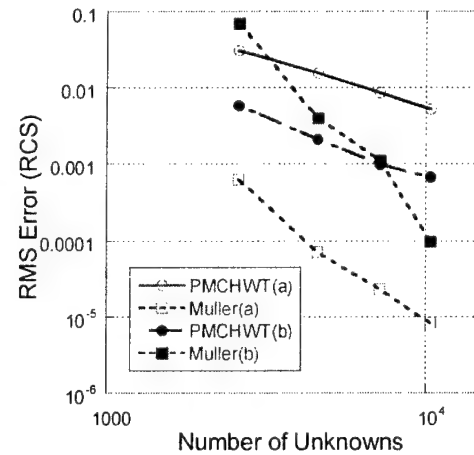 0.1
0.01
0.001
0.0001
10-5
10-6
RMS Error (RCS)
PMCHWT(a)
Muller(a)
PMCHWT(b)
Muller(b)
1000
104
Number of Unknowns